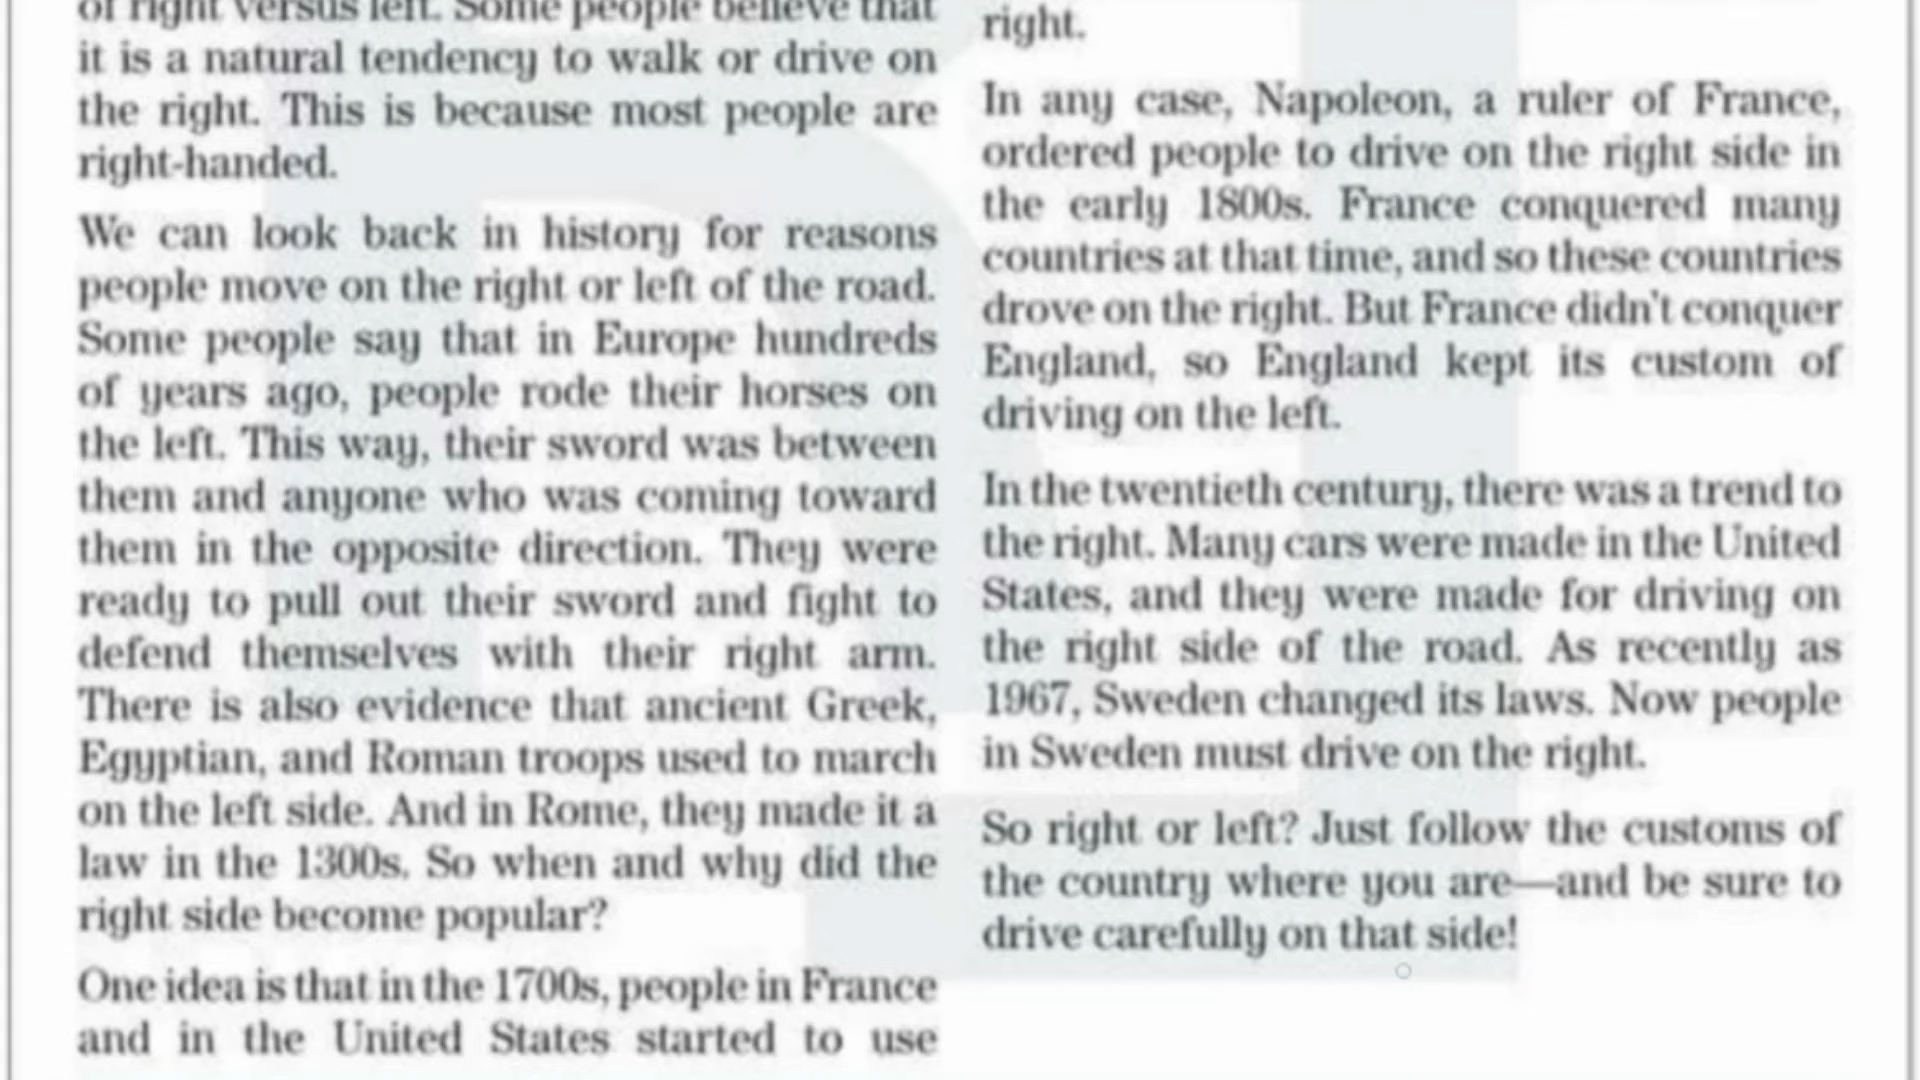 of right versus left. Some people believe that
it is a natural tendency to walk or drive on
the right. This is because most people are
right-handed.
We can look back in history for reasons
people move on the right or left of the road.
Some people say that in Europe hundreds
of years ago, people rode their horses on
the left. This way, their sword was between
them and anyone who was coming toward
them in the opposite direction. They were
ready to pull out their sword and fight to
defend themselves with their right arm.
There is also evidence that ancient Greek,
Egyptian, and Roman troops used to march
on the left side. And in Rome, they made it a
law in the 1300s. So when and why did the
right side become popular?
One idea is that in the 1700s, people in France
and in the United States started to use
right.
In any case, Napoleon, a ruler of France,
ordered people to drive on the right side in
the early 1800s. France conquered many
countries at that time, and so these countries
drove on the right. But France didn't conquer
England, so England kept its custom of
driving on the left.
In the twentieth century, there was a trend to
the right. Many cars were made in the United
States, and they were made for driving on
the right side of the road. As recently as
1967, Sweden changed its laws. Now people
in Sweden must drive on the right.
So right or left? Just follow the customs of
the country where you are—and be sure to
drive carefully on that side!